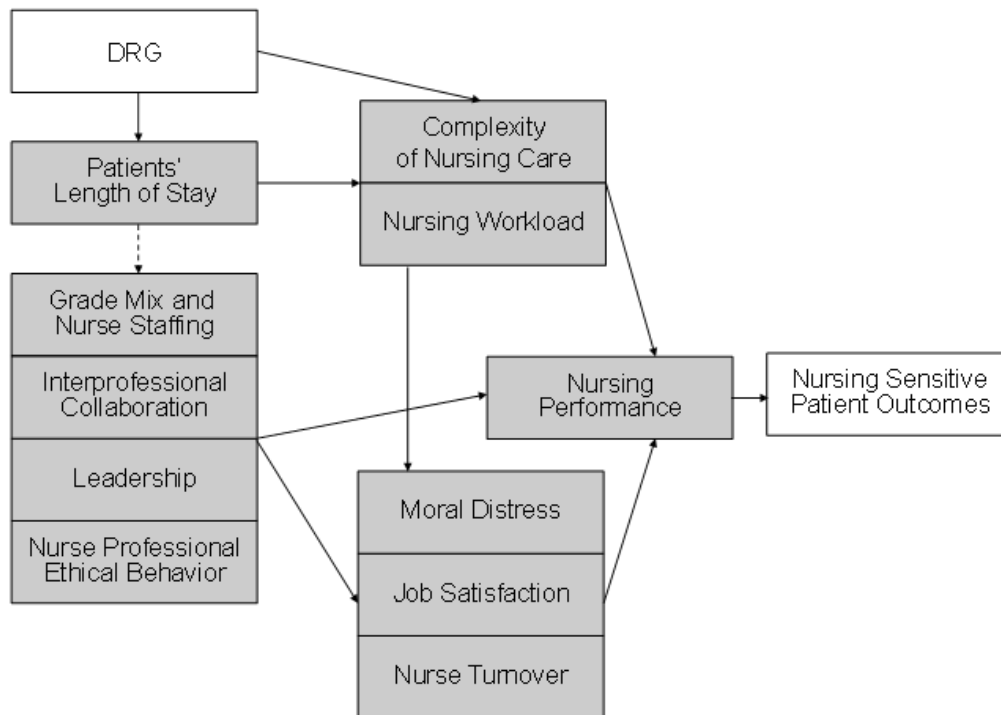 DRG
Complexity
of Nursing Care
Patients'
Length of Stay
Nursing Workload
Grade Mix and
Nurse Staffing
Interprofessional
Collaboration
Nursing
Performance
Nursing Sensitive
Patient Outcomes
Leadership
Moral Distress
Nurse Professional
Ethical Behavior
Job Satisfaction
Nurse Turnover